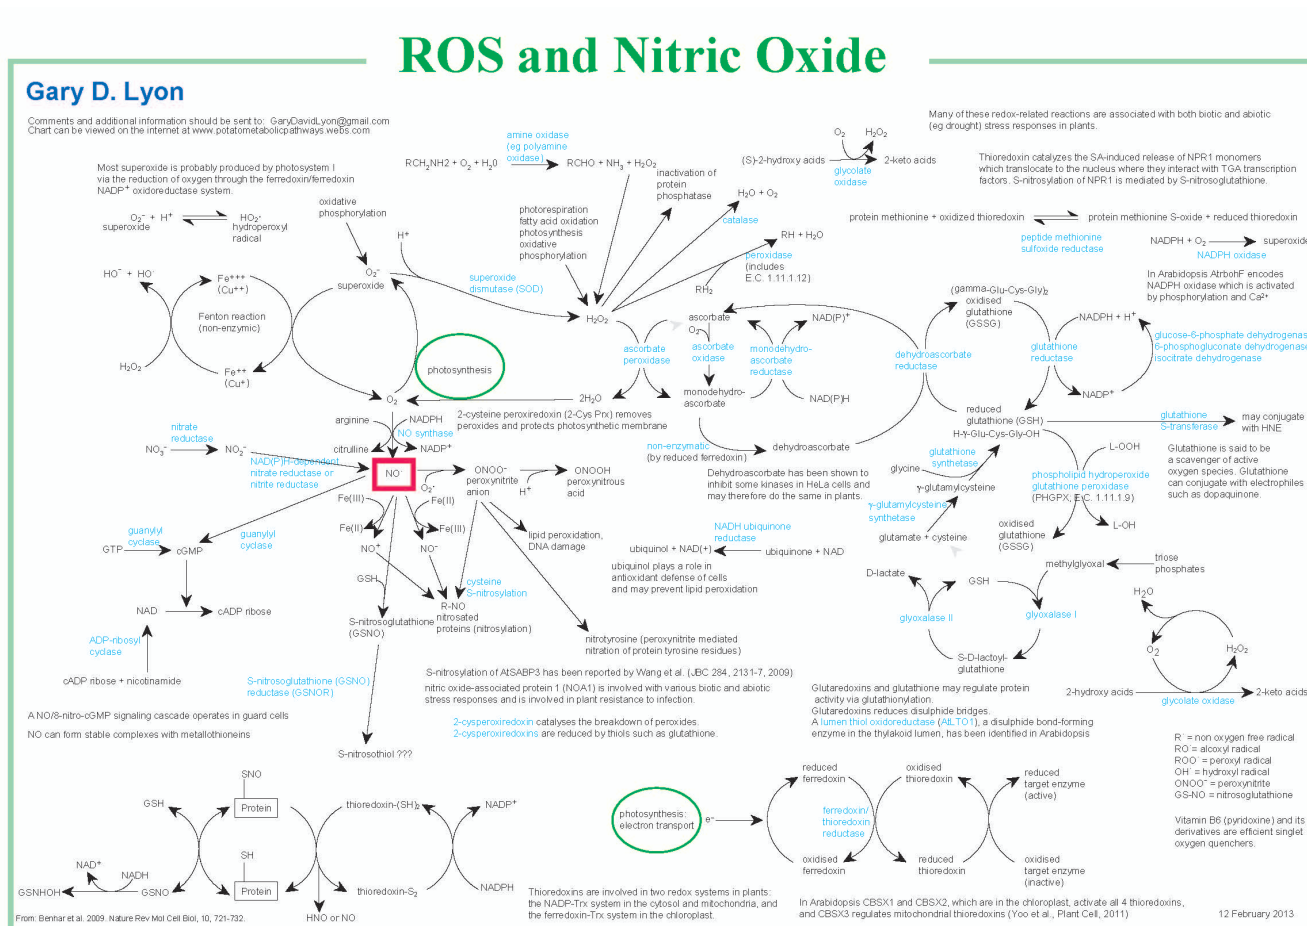 ROS and Nitric Oxide
Gary D. Lyon
Comments and additional information should be sent to: GaryDavidLyon@gmail.com
Chart can be viewed on the internet at www.potatometabolicpathways.webs.com
Many of these redox-related reactions are associated with both biotic and abiotic
(eg drought) stress responses in plants.
amine oxidase
(eg polyamine
oxidase)
RCH2NH2 + O2 + H20
RCHO + NH3 + H2O2
O2
H2O2
(S)-2-hydroxy acids
2-keto acids
glycolate
oxidase
Thioredoxin catalyzes the SA-induced release of NPR1 monomers
which translocate to the nucleus where they interact with TGA transcription
factors. S-nitrosylation of NPR1 is mediated by S-nitrosoglutathione.
Most superoxide is probably produced by photosystem I
via the reduction of oxygen through the ferredoxin/ferredoxin
NADP+ oxidoreductase system.
inactivation of
protein
phosphatase
H2O + O2
catalase
O2− + H+
superoxide
HO2·
hydroperoxyl
radical
oxidative
phosphorylation
H+
photorespiration
fatty acid oxidation
photosynthesis
oxidative
phosphorylation
RH + H2O
peroxidase
(includes
E.C. 1.11.1.12)
RH2
protein methionine + oxidized thioredoxin
protein methionine S-oxide + reduced thioredoxin
peptide methionine
sulfoxide reductase
NADPH + O2
superoxide
NADPH oxidase
In Arabidopsis AtrbohF encodes
NADPH oxidase which is activated
by phosphorylation and Ca2+
HO− + HO·
Fe+++
(Cu++)
O2−
superoxide
superoxide
dismutase (SOD)
Fenton reaction
(non-enzymic)
H2O2
Fe++
(Cu+)
H2O2
ascorbate
O2
NAD(P)+
ascorbate
peroxidase
ascorbate
oxidase
monodehydro-
ascorbate
reductase
dehydroascorbate
reductase
(gamma-Glu-Cys-Gly)2
oxidised
glutathione
(GSSG)
NADPH + H+
glutathione
reductase
glucose-6-phosphate dehydrogenas
6-phosphogluconate dehydrogenas
isocitrate dehydrogenase
NADP+
photosynthesis
O2
2H2O
monodehydro-
ascorbate
NAD(P)H
reduced
glutathione (GSH)
H-γ-Glu-Cys-Gly-OH
glutathione
S-transferase
may conjugate
with HNE
arginine
NADPH
NO synthase
citrulline
NADP+
2-cysteine peroxiredoxin (2-Cys Prx) removes
peroxides and protects photosynthetic membrane
nitrate
reductase
NO3−
NO2−
NAD(P)H-dependent
nitrate reductase or
nitrite reductase
NO·
O2·
ONOO−
peroxynitrite
anion
H+
ONOOH
peroxynitrous
acid
non-enzymatic
(by reduced ferredoxin)
dehydroascorbate
Dehydroascorbate has been shown to
inhibit some kinases in HeLa cells and
may therefore do the same in plants.
glutathione
synthetase
glycine
γ-glutamylcysteine
γ-glutamylcysteine
synthetase
glutamate + cysteine
L-OOH
phospholipid hydroperoxide
glutathione peroxidase
(PHGPX, E.C. 1.11.1.9)
L-OH
oxidised
glutathione
(GSSG)
Glutathione is said to be
a scavenger of active
oxygen species. Glutathione
can conjugate with electrophiles
such as dopaquinone.
Fe(III)
Fe(II)
Fe(II)
Fe(III)
NO+
NO−
lipid peroxidation,
DNA damage
guanylyl
cyclase
GTP
cGMP
guanylyl
cyclase
NADH ubiquinone
reductase
ubiquinol + NAD(+)
ubiquinone + NAD
ubiquinol plays a role in
antioxidant defense of cells
and may prevent lipid peroxidation
GSH
cysteine
S-nitrosylation
R-NO
nitrosated
proteins (nitrosylation)
S-nitrosoglutathione
(GSNO)
NAD
cADP ribose
ADP-ribosyl
cyclase
cADP ribose + nicotinamide
S-nitrosoglutathione (GSNO)
reductase (GSNOR)
nitrotyrosine (peroxynitrite mediated
nitration of protein tyrosine residues)
D-lactate
GSH
methylglyoxal
triose
phosphates
glyoxalase II
glyoxalase I
S-D-lactoyl-
glutathione
H2O
O2
H2O2
2-hydroxy acids
2-keto acids
glycolate oxidase
S-nitrosylation of AtSABP3 has been reported by Wang et al. (JBC 284, 2131-7, 2009)
nitric oxide-associated protein 1 (NOA1) is involved with various biotic and abiotic
stress responses and is involved in plant resistance to infection.
2-cysperoxiredoxin catalyses the breakdown of peroxides.
2-cysperoxiredoxins are reduced by thiols such as glutathione.
Glutaredoxins and glutathione may regulate protein
activity via glutathionylation.
Glutaredoxins reduces disulphide bridges.
A lumen thiol oxidoreductase (AtLTO1), a disulphide bond-forming
enzyme in the thylakoid lumen, has been identified in Arabidopsis
A NO/8-nitro-cGMP signaling cascade operates in guard cells
NO can form stable complexes with metallothioneins
S-nitrosothiol ???
R· = non oxygen free radical
RO· = alcoxyl radical
ROO· = peroxyl radical
OH· = hydroxyl radical
ONOO− = peroxynitrite
GS-NO = nitrosoglutathione
Vitamin B6 (pyridoxine) and its
derivatives are efficient singlet
oxygen quenchers.
SNO
Protein
GSH
thioredoxin-(SH)2
NADP+
SH
Protein
NAD+
NADH
GSNHOH
GSNO
thioredoxin-S2
NADPH
HNO or NO
From: Bennar et al. 2009. Nature Rev Mol Cell Biol, 10, 721-732.
photosynthesis:
electron transport
e−
reduced
ferredoxin
oxidised
thioredoxin
reduced
target enzyme
(active)
ferredoxin/
thioredoxin
reductase
oxidised
ferredoxin
reduced
thioredoxin
oxidised
target enzyme
(inactive)
Thioredoxins are involved in two redox systems in plants:
the NADP-Trx system in the cytosol and mitochondria, and
the ferredoxin-Trx system in the chloroplast.
In Arabidopsis CBSX1 and CBSX2, which are in the chloroplast, activate all 4 thioredoxins,
and CBSX3 regulates mitochondrial thioredoxins (Yoo et al., Plant Cell, 2011)
12 February 2013